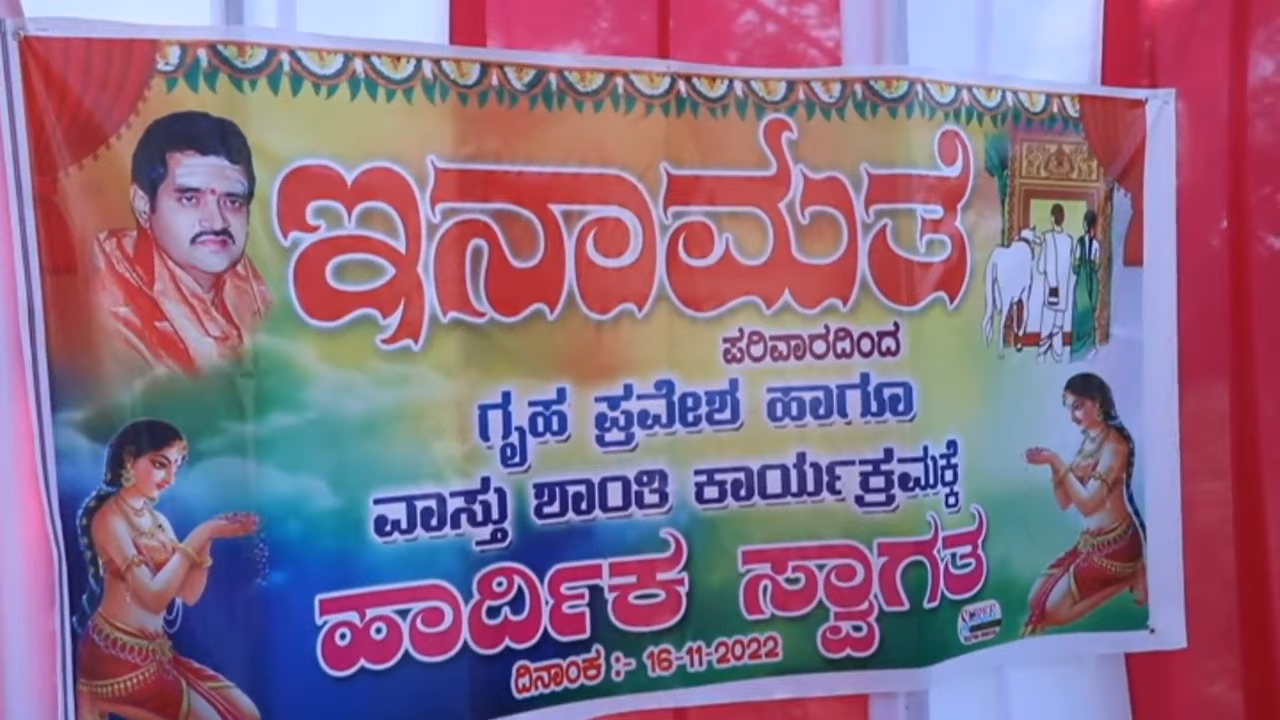 ಇನಾಮತೆ
ಪರಿವಾರದಿಂದ
ಗೃಹ ಪ್ರವೇಶ ಹಾಗೂ
ವಾಸ್ತು ಶಾಂತಿ ಕಾರ್ಯಕ್ರಮಕ್ಕೆ
ಹಾರ್ದಿಕ ಸ್ವಾಗತ
ದಿನಾಂಕ :- 16-11-2022